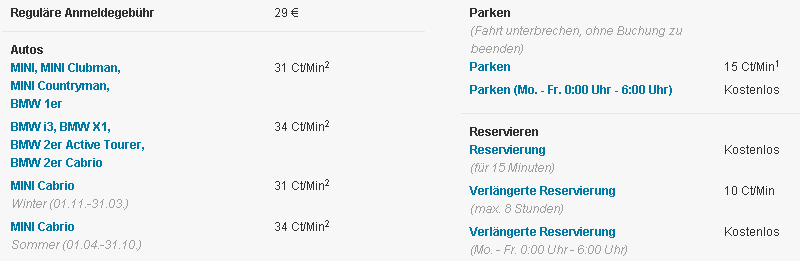 Reguläre Anmeldegebühr 29 €
Autos
MINI, MINI Clubman, 31 Ct/Min²
MINI Countryman,
BMW 1er
BMW i3, BMW X1, 34 Ct/Min²
BMW 2er Active Tourer,
BMW 2er Cabrio
MINI Cabrio 31 Ct/Min²
Winter (01.11.-31.03.)
MINI Cabrio 34 Ct/Min²
Sommer (01.04.-31.10.)
Parken
(Fahrt unterbrechen, ohne Buchung zu
beenden)
Parken 15 Ct/Min¹
Parken (Mo. - Fr. 0:00 Uhr - 6:00 Uhr) Kostenlos
Reservieren
Reservierung Kostenlos
(für 15 Minuten)
Verlängerte Reservierung 10 Ct/Min
(max. 8 Stunden)
Verlängerte Reservierung Kostenlos
(Mo. - Fr. 0:00 Uhr - 6:00 Uhr)